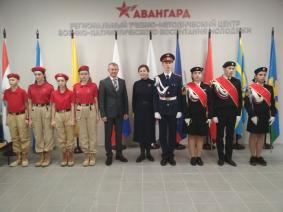 АВАНГАРД
РЕГИОНАЛЬНЫЙ УЧЕБНО-МЕТОДИЧЕСКИЙ ЦЕНТР
ВОЕННО-ПАТРИОТИЧЕСКОГО ВОСПИТАНИЯ МОЛОДЕЖИ